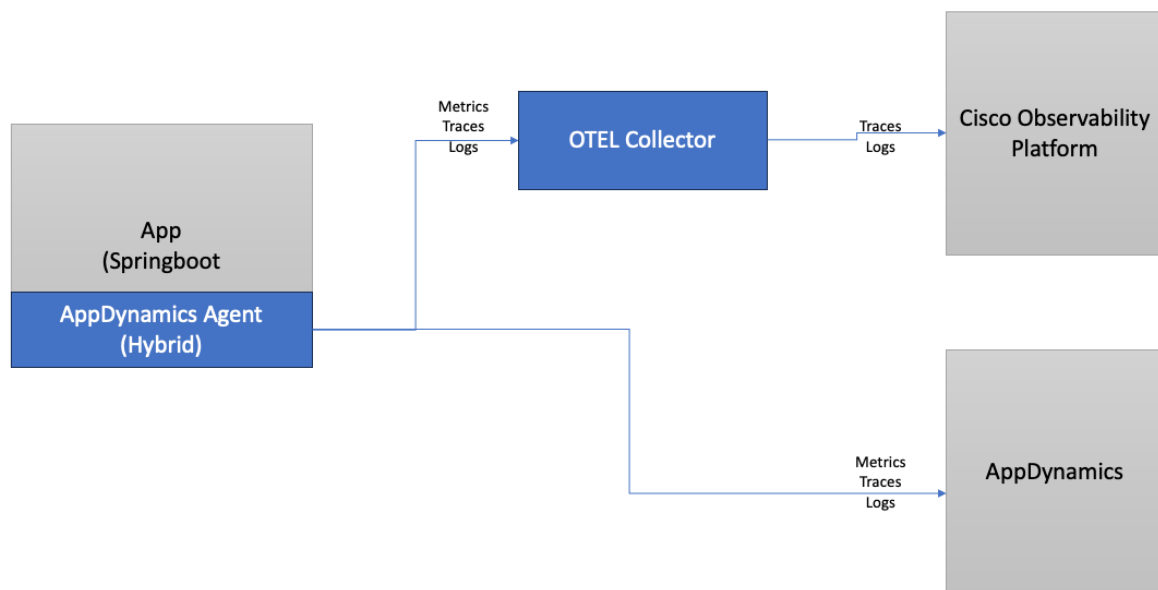 App
(Springboot
AppDynamics Agent
(Hybrid)
Metrics
Traces
Logs
OTEL Collector
Traces
Logs
Cisco Observability
Platform
Metrics
Traces
Logs
AppDynamics